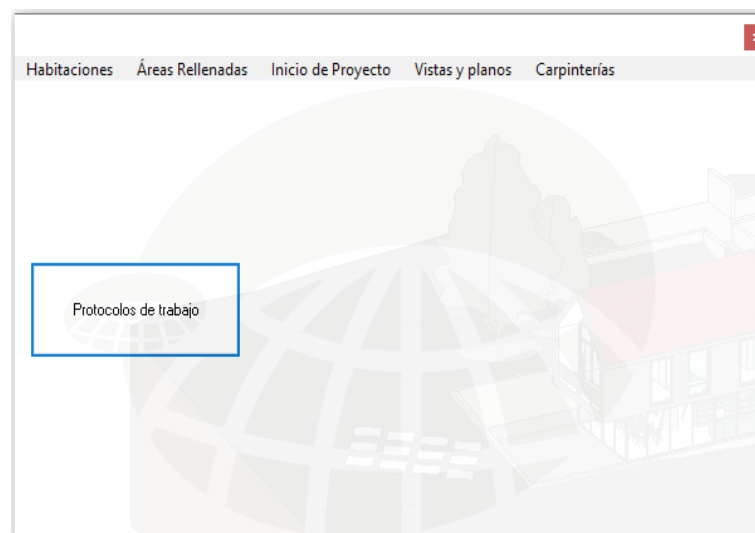 Habitaciones Áreas Rellenadas Inicio de Proyecto Vistas y planos Carpinterías
Protocolos de trabajo